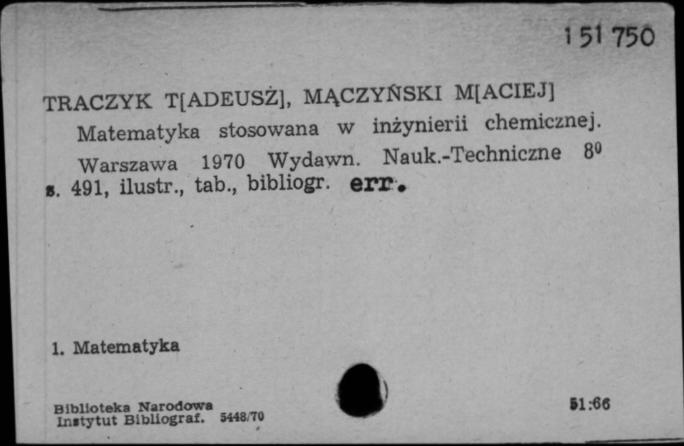 151 750
TRACZYK T[ADEUSZ], MĄCZYŃSKI M[ACIEJ]
Matematyka stosowana w inżynierii chemicznej.
Warszawa 1970 Wydawn. Nauk.-Techniczne 8⁰
s. 491, ilustr., tab., bibliogr. err.
1. Matematyka
Biblioteka Narodowa
Instytut Bibliograf. 5448/70
51:66